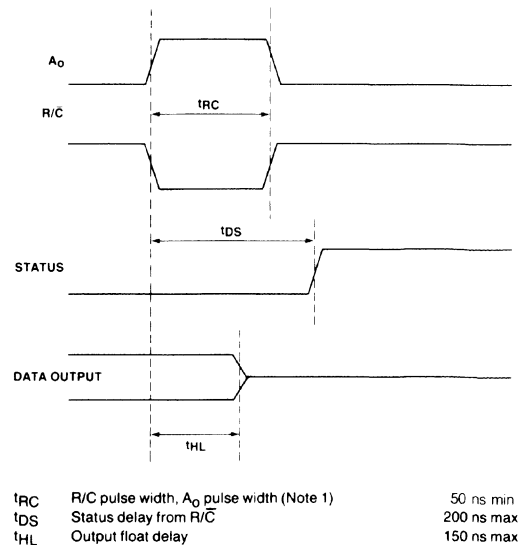 A₀
R/C̅
tRC
tDS
STATUS
DATA OUTPUT
tHL
tRC R/C pulse width, A₀ pulse width (Note 1) 50 ns min
tDS Status delay from R/C̅ 200 ns max
tHL Output float delay 150 ns max